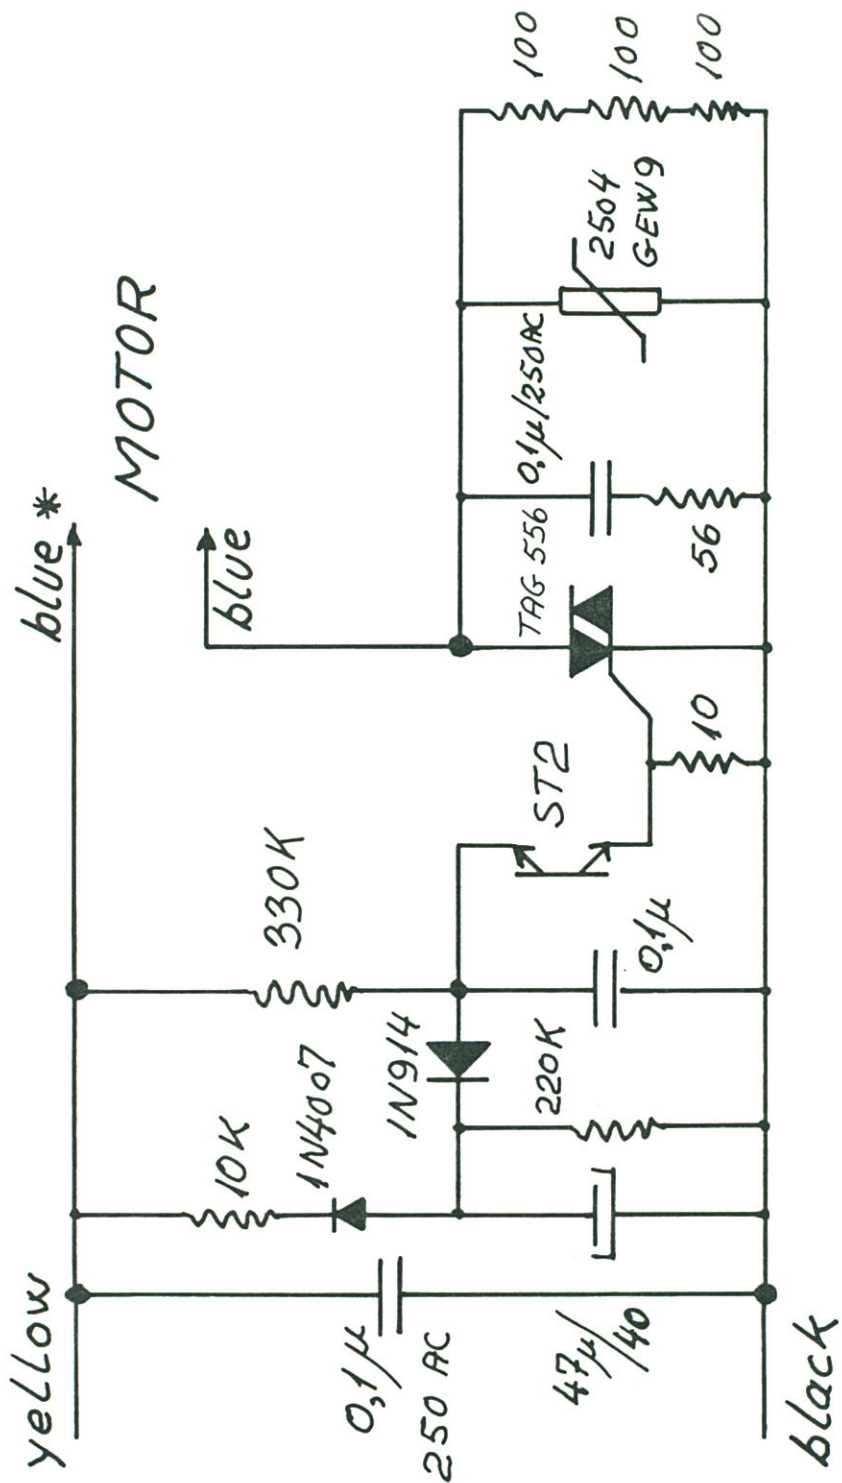 yellow
blue *
MOTOR
blue
10K
1N4007
330K
0,1µ
250 AC
1N914
220K
47µ/40
0,1µ
ST2
10
TAG 556
0,1µ/250AC
56
2504
GEW9
100
100
100
black